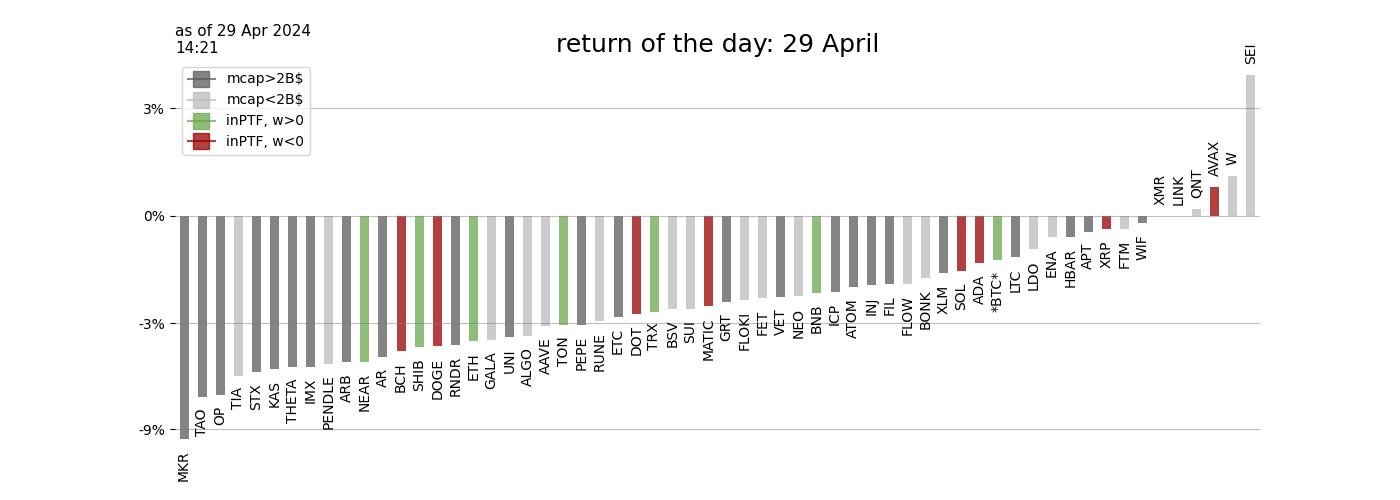 as of 29 Apr 2024
14:21
return of the day: 29 April
mcap>2B$
mcap<2B$
inPTF, w>0
inPTF, w<0
3%
0%
-3%
-9%
MKR
TAO
OP
TIA
STX
KAS
THETA
IMX
PENDLE
ARB
NEAR
AR
BCH
SHIB
DOGE
RNDR
ETH
GALA
UNI
ALGO
AAVE
TON
PEPE
RUNE
ETC
DOT
TRX
BSV
SUI
MATIC
GRT
FLOKI
FET
VET
NEO
BNB
ICP
ATOM
INJ
FIL
FLOW
BONK
XLM
SOL
ADA
*BTC*
LTC
LDO
ENA
HBAR
APT
XRP
FTM
WIF
XMR
LINK
QNT
AVAX
W
SEI